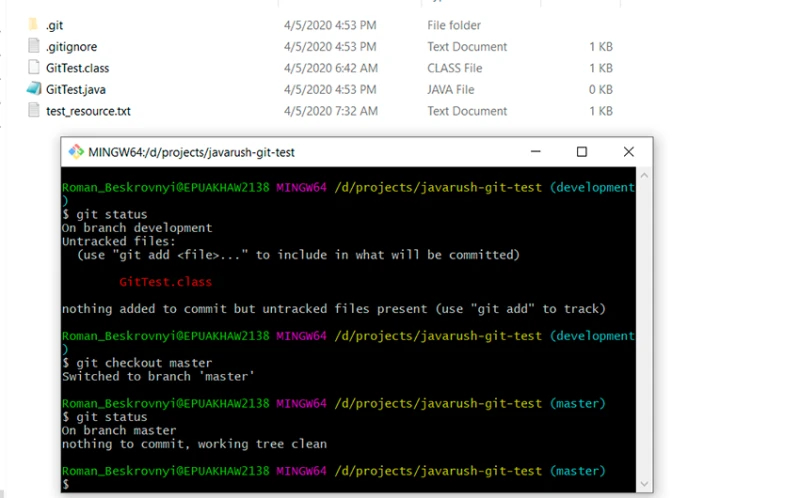 .git 4/5/2020 4:53 PM File folder
.gitignore 4/5/2020 4:53 PM Text Document 1 KB
GitTest.class 4/5/2020 6:42 AM CLASS File 1 KB
GitTest.java 4/5/2020 4:53 PM JAVA File 0 KB
test_resource.txt 4/5/2020 7:32 AM Text Document 1 KB
MINGW64:/d/projects/javarush-git-test
Roman_Beskrovnyi@EPUAKHAW2138 MINGW64 /d/projects/javarush-git-test (development
)
$ git status
On branch development
Untracked files:
(use "git add <file>..." to include in what will be committed)
GitTest.class
nothing added to commit but untracked files present (use "git add" to track)
Roman_Beskrovnyi@EPUAKHAW2138 MINGW64 /d/projects/javarush-git-test (development
)
$ git checkout master
Switched to branch 'master'
Roman_Beskrovnyi@EPUAKHAW2138 MINGW64 /d/projects/javarush-git-test (master)
$ git status
On branch master
nothing to commit, working tree clean
Roman_Beskrovnyi@EPUAKHAW2138 MINGW64 /d/projects/javarush-git-test (master)
$